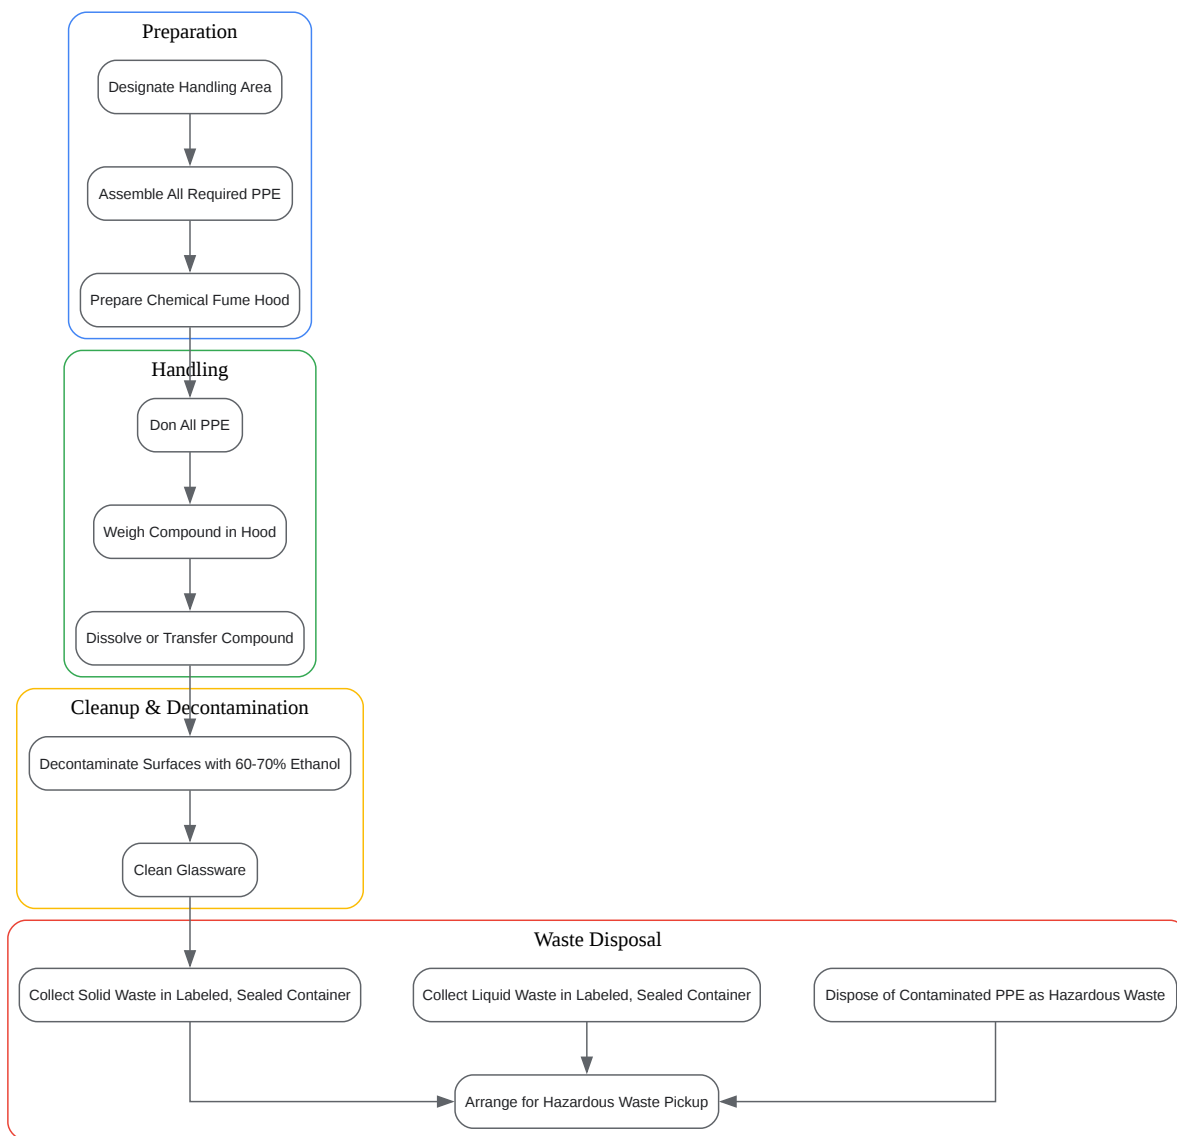 Preparation
Designate Handling Area
Assemble All Required PPE
Prepare Chemical Fume Hood
Handling
Don All PPE
Weigh Compound in Hood
Dissolve or Transfer Compound
Cleanup & Decontamination
Decontaminate Surfaces with 60-70% Ethanol
Clean Glassware
Waste Disposal
Collect Solid Waste in Labeled, Sealed Container
Collect Liquid Waste in Labeled, Sealed Container
Dispose of Contaminated PPE as Hazardous Waste
Arrange for Hazardous Waste Pickup